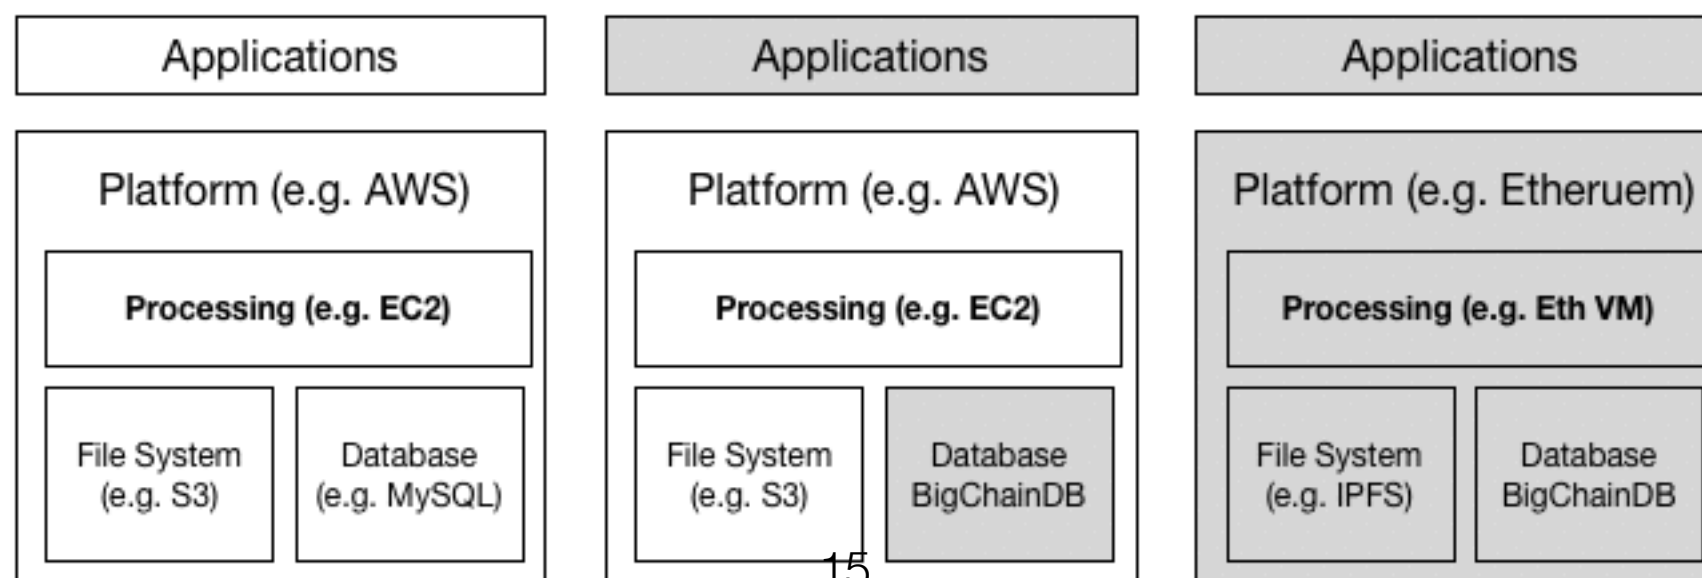 Applications
Applications
Applications
Platform (e.g. AWS)
Platform (e.g. AWS)
Platform (e.g. Etheruem)
Processing (e.g. EC2)
Processing (e.g. EC2)
Processing (e.g. Eth VM)
File System
(e.g. S3)
Database
(e.g. MySQL)
File System
(e.g. S3)
Database
BigChainDB
File System
(e.g. IPFS)
Database
BigChainDB
15